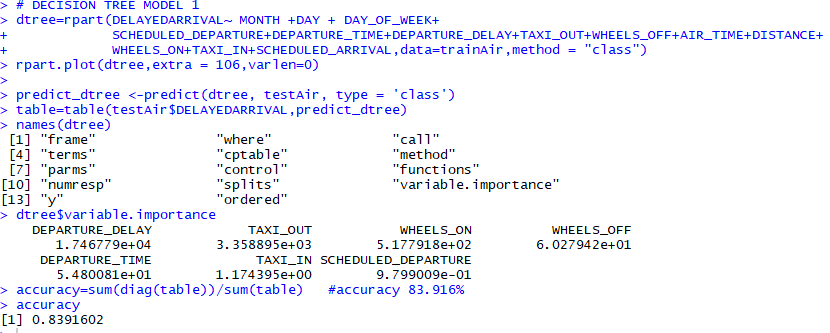 > # DECISION TREE MODEL 1
> dtree=rpart(DELAYEDARRIVAL~ MONTH +DAY + DAY_OF_WEEK+
+ SCHEDULED_DEPARTURE+DEPARTURE_TIME+DEPARTURE_DELAY+TAXI_OUT+WHEELS_OFF+AIR_TIME+DISTANCE+
+ WHEELS_ON+TAXI_IN+SCHEDULED_ARRIVAL,data=trainAir,method = "class")
> rpart.plot(dtree,extra = 106,varlen=0)
>
> predict_dtree <-predict(dtree, testAir, type = 'class')
> table=table(testAir$DELAYEDARRIVAL,predict_dtree)
> names(dtree)
[1] "frame" "where" "call"
[4] "terms" "cptable" "method"
[7] "parms" "control" "functions"
[10] "numresp" "splits" "variable.importance"
[13] "y" "ordered"
> dtree$variable.importance
DEPARTURE_DELAY TAXI_OUT WHEELS_ON WHEELS_OFF
1.746779e+04 3.358895e+03 5.177918e+02 6.027942e+01
DEPARTURE_TIME TAXI_IN SCHEDULED_DEPARTURE
5.480081e+01 1.174395e+00 9.799009e-01
> accuracy=sum(diag(table))/sum(table) #accuracy 83.916%
> accuracy
[1] 0.8391602